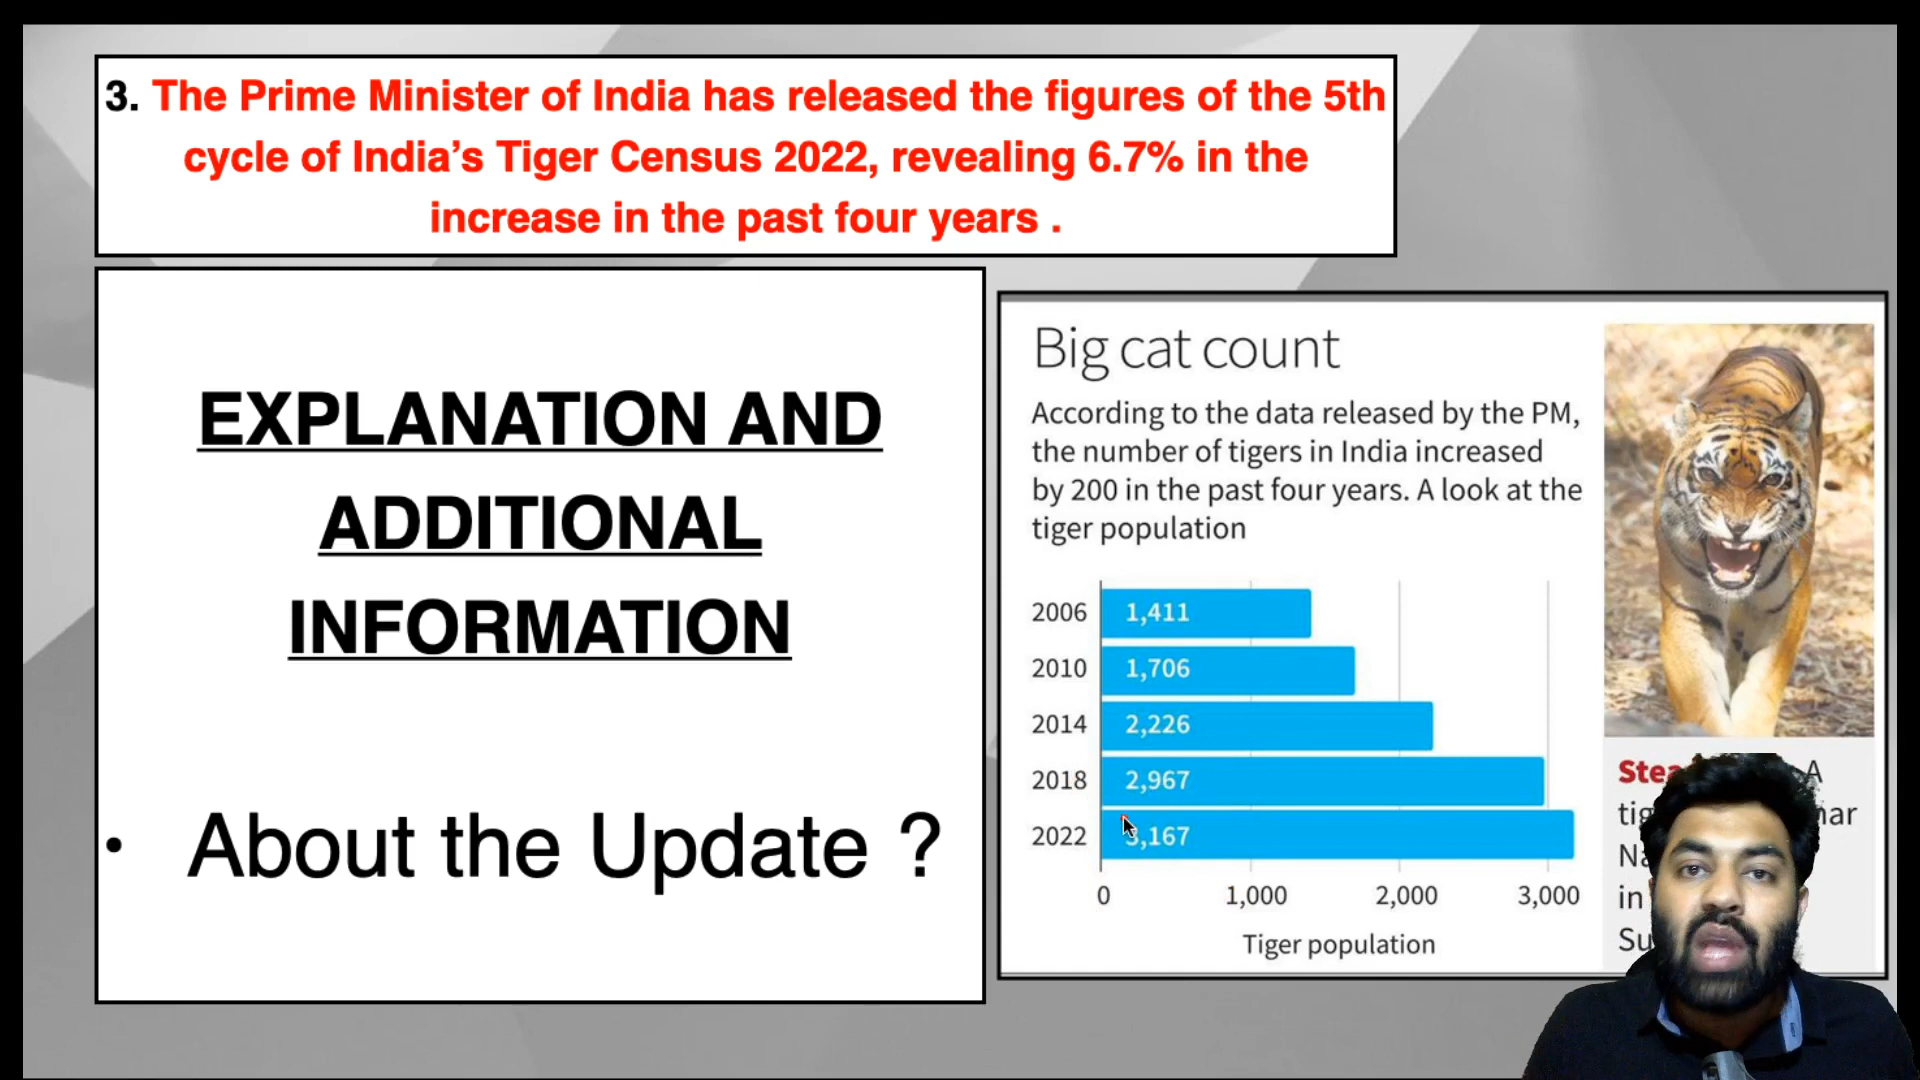 3. The Prime Minister of India has released the figures of the 5th
cycle of India’s Tiger Census 2022, revealing 6.7% in the
increase in the past four years .
EXPLANATION AND
ADDITIONAL
INFORMATION
• About the Update ?
Big cat count
According to the data released by the PM,
the number of tigers in India increased
by 200 in the past four years. A look at the
tiger population
2006 1,411
2010 1,706
2014 2,226
2018 2,967
2022 3,167
0 1,000 2,000 3,000
Tiger population
A
in